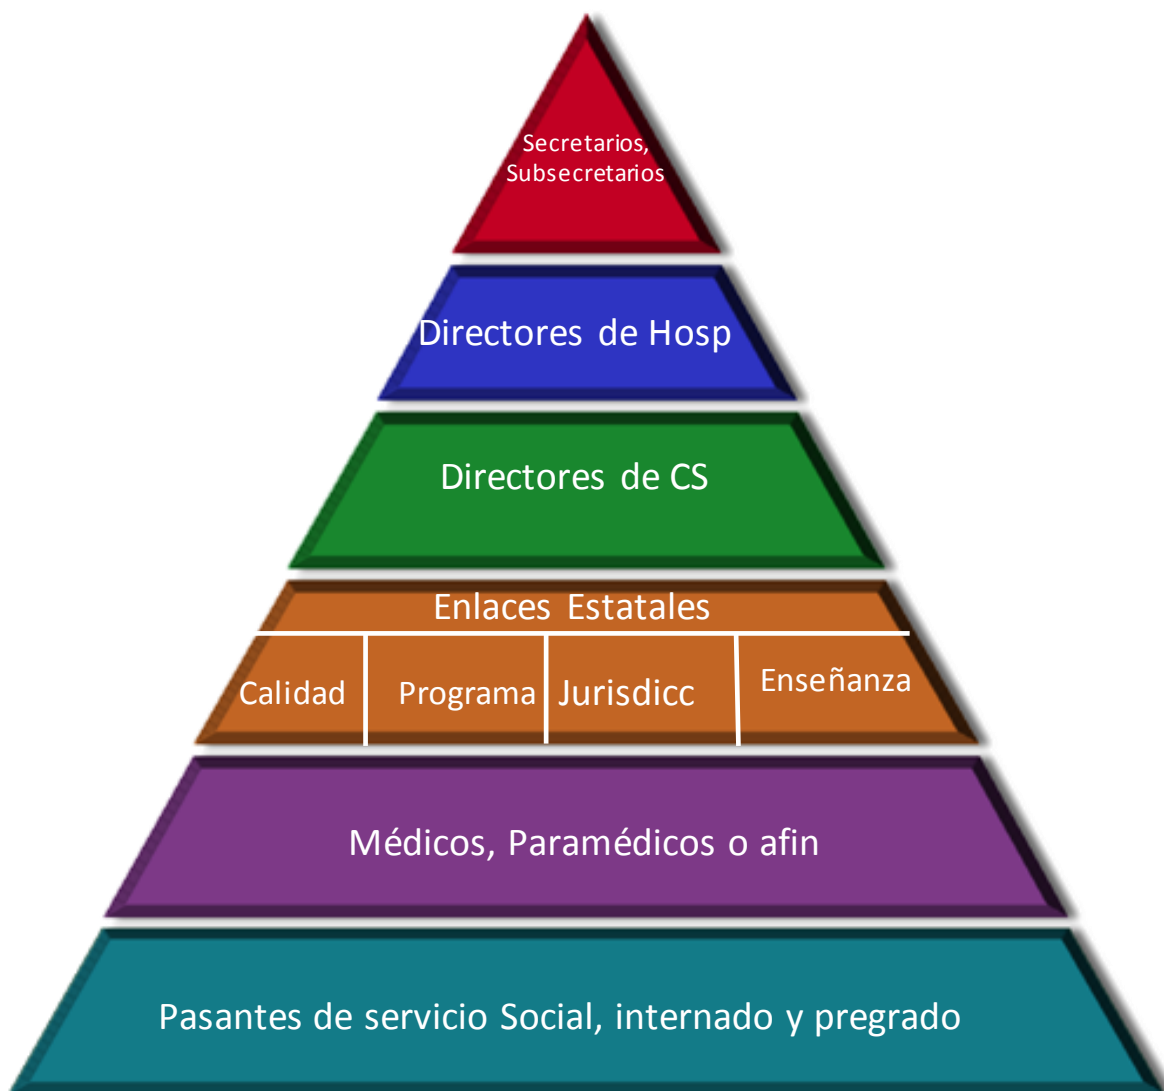 Secretarios,
Subsecretarios
Directores de Hosp
Directores de CS
Enlaces Estatales
Calidad
Programa
Jurisdicc
Enseñanza
Médicos, Paramédicos o afin
Pasantes de servicio Social, internado y pregrado